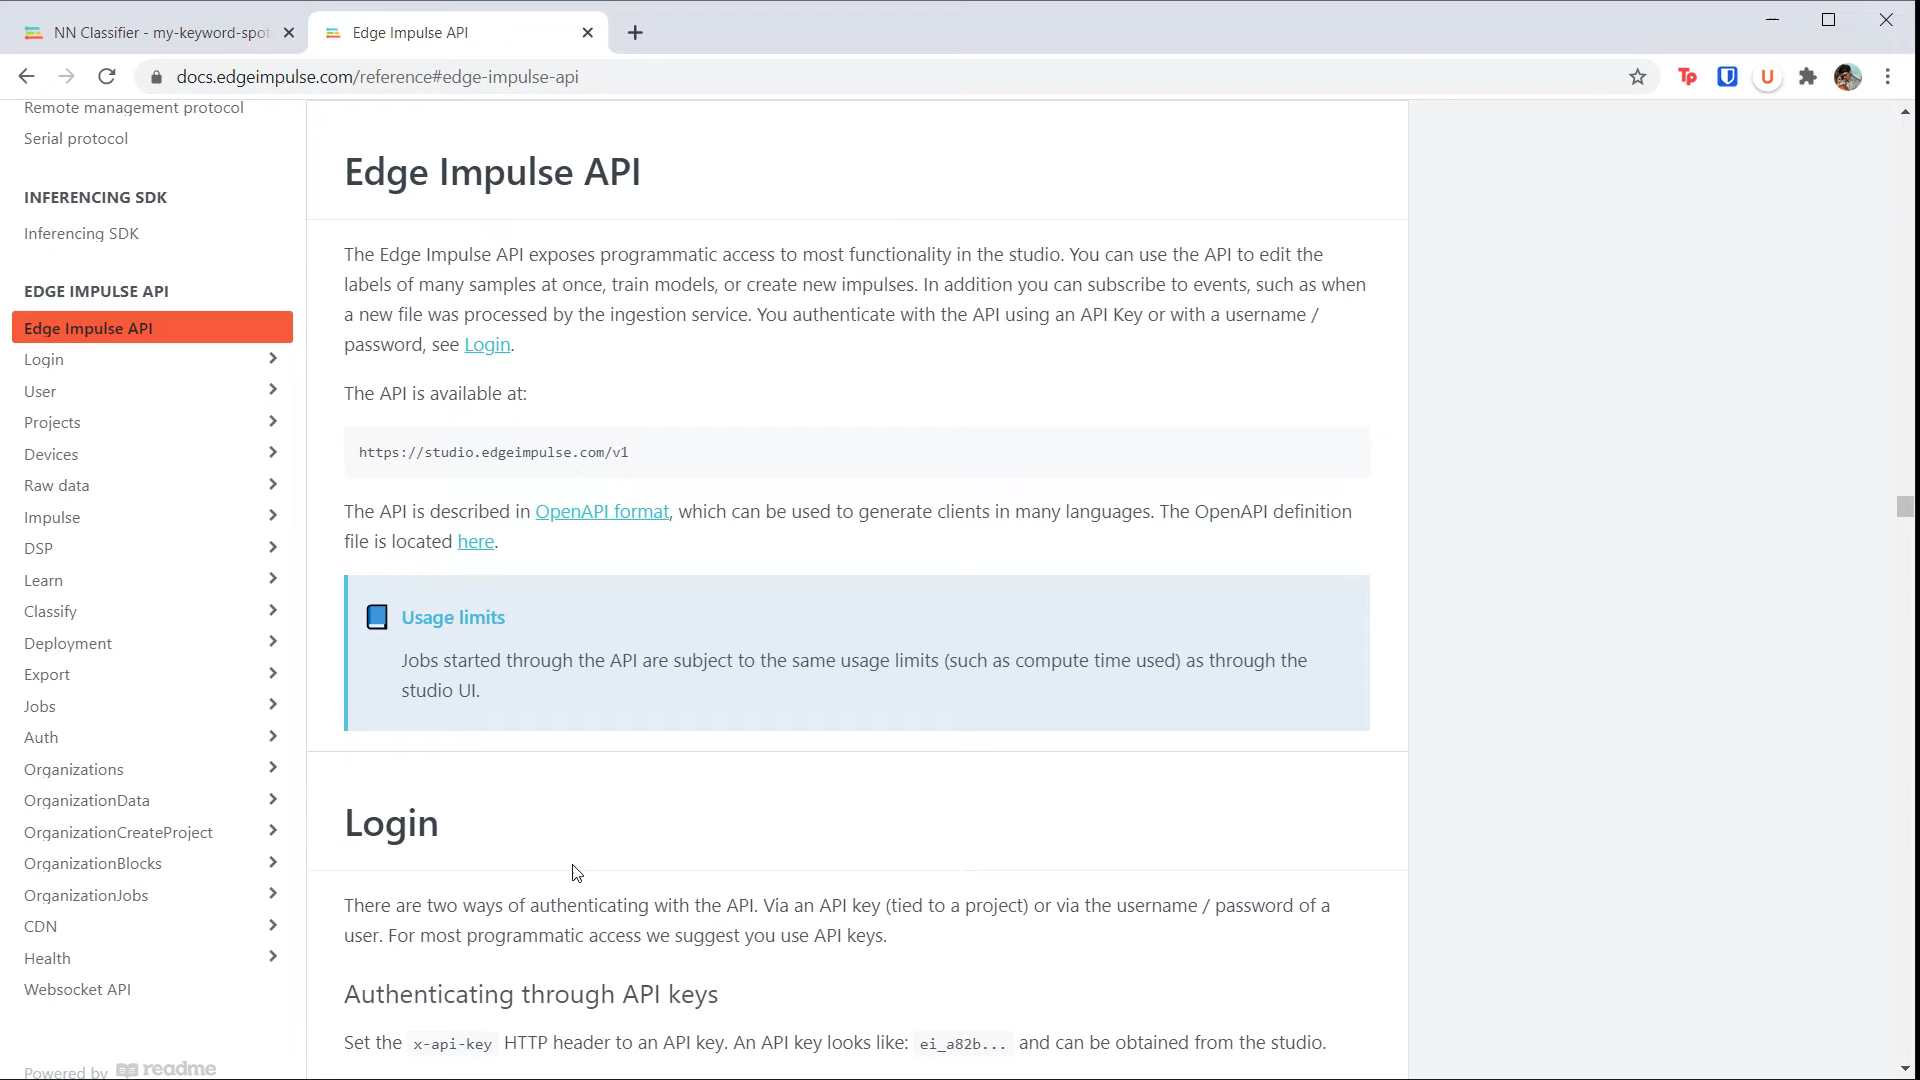 NN Classifier - my-keyword-spot
Edge Impulse API
docs.edgeimpulse.com/reference#edge-impulse-api
Tp
U
Remote management protocol
Serial protocol
INFERENCING SDK
Inferencing SDK
EDGE IMPULSE API
Edge Impulse API
Login
User
Projects
Devices
Raw data
Impulse
DSP
Learn
Classify
Deployment
Export
Jobs
Auth
Organizations
OrganizationData
OrganizationCreateProject
OrganizationBlocks
OrganizationJobs
CDN
Health
Websocket API
Powered by readme
Edge Impulse API
The Edge Impulse API exposes programmatic access to most functionality in the studio. You can use the API to edit the
labels of many samples at once, train models, or create new impulses. In addition you can subscribe to events, such as when
a new file was processed by the ingestion service. You authenticate with the API using an API Key or with a username /
password, see Login.
The API is available at:
https://studio.edgeimpulse.com/v1
The API is described in OpenAPI format, which can be used to generate clients in many languages. The OpenAPI definition
file is located here.
Usage limits
Jobs started through the API are subject to the same usage limits (such as compute time used) as through the
studio UI.
Login
There are two ways of authenticating with the API. Via an API key (tied to a project) or via the username / password of a
user. For most programmatic access we suggest you use API keys.
Authenticating through API keys
Set the x-api-key HTTP header to an API key. An API key looks like: ei_a82b... and can be obtained from the studio.